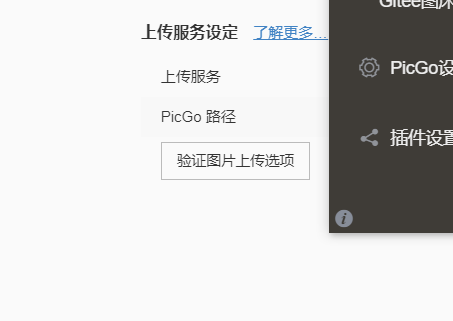 Gitee图床
上传服务设定 了解更多...
上传服务
PicGo设
PicGo 路径
插件设置
验证图片上传选项